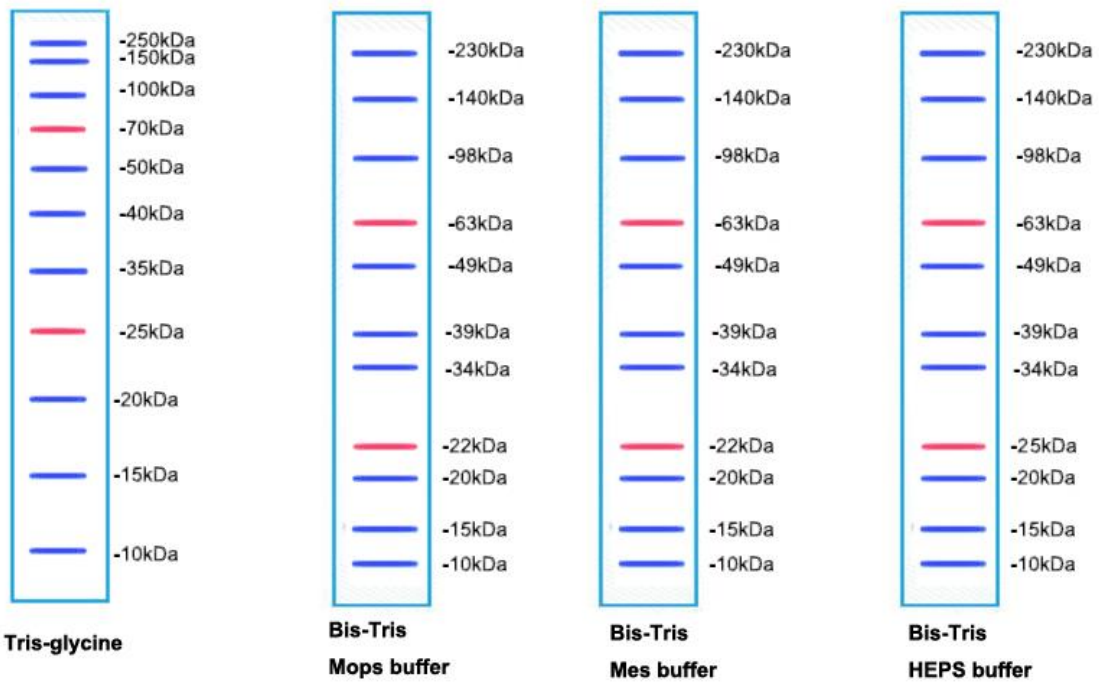 -250kDa
-150kDa
-100kDa
-70kDa
-50kDa
-40kDa
-35kDa
-25kDa
-20kDa
-15kDa
-10kDa
Tris-glycine
-230kDa
-140kDa
-98kDa
-63kDa
-49kDa
-39kDa
-34kDa
-22kDa
-20kDa
-15kDa
-10kDa
Bis-Tris
Mops buffer
-230kDa
-140kDa
-98kDa
-63kDa
-49kDa
-39kDa
-34kDa
-22kDa
-20kDa
-15kDa
-10kDa
Bis-Tris
Mes buffer
-230kDa
-140kDa
-98kDa
-63kDa
-49kDa
-39kDa
-34kDa
-25kDa
-20kDa
-15kDa
-10kDa
Bis-Tris
HEPS buffer